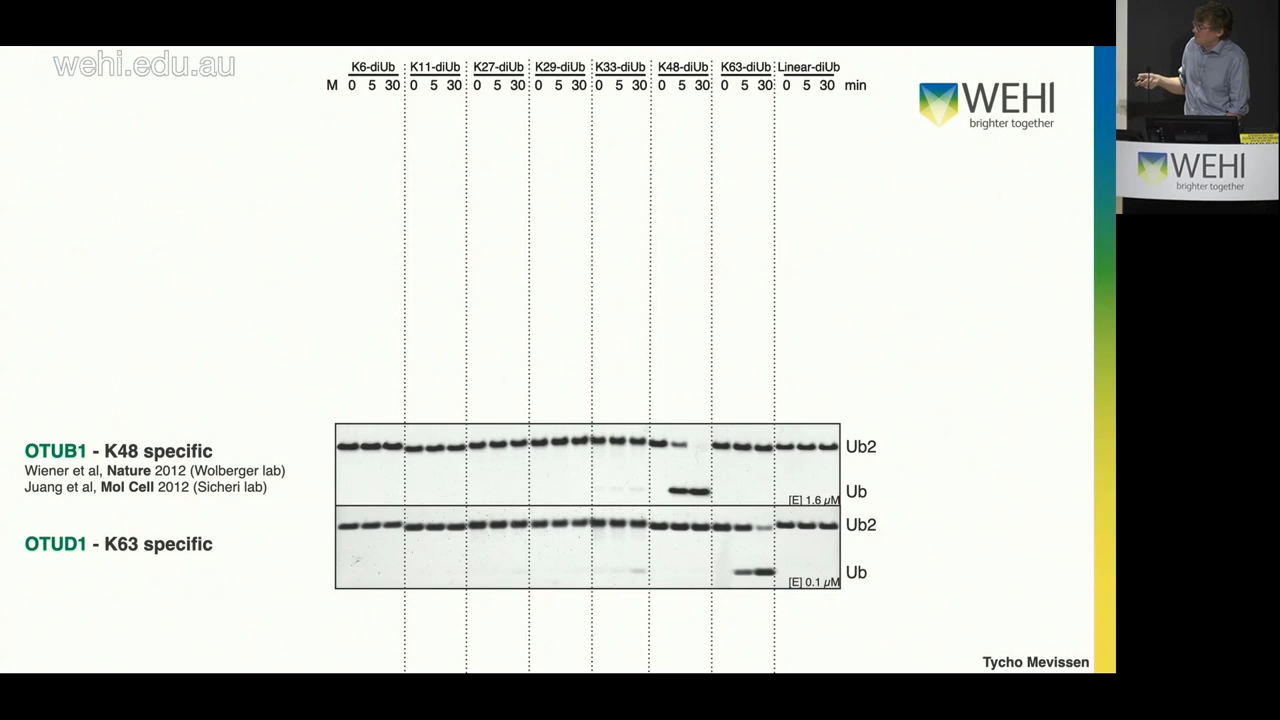 wehi.edu.au
K6-diUb K11-diUb K27-diUb K29-diUb K33-diUb K48-diUb K63-diUb Linear-diUb
M 0 5 30 0 5 30 0 5 30 0 5 30 0 5 30 0 5 30 0 5 30 0 5 30 min
WEHI
brighter together
WEHI
brighter together
OTUB1 - K48 specific
Wiener et al, Nature 2012 (Wolberger lab)
Juang et al, Mol Cell 2012 (Sicheri lab)
Ub2
Ub
[E] 1.6 µM
OTUD1 - K63 specific
Ub2
Ub
[E] 0.1 µM
Tycho Mevissen